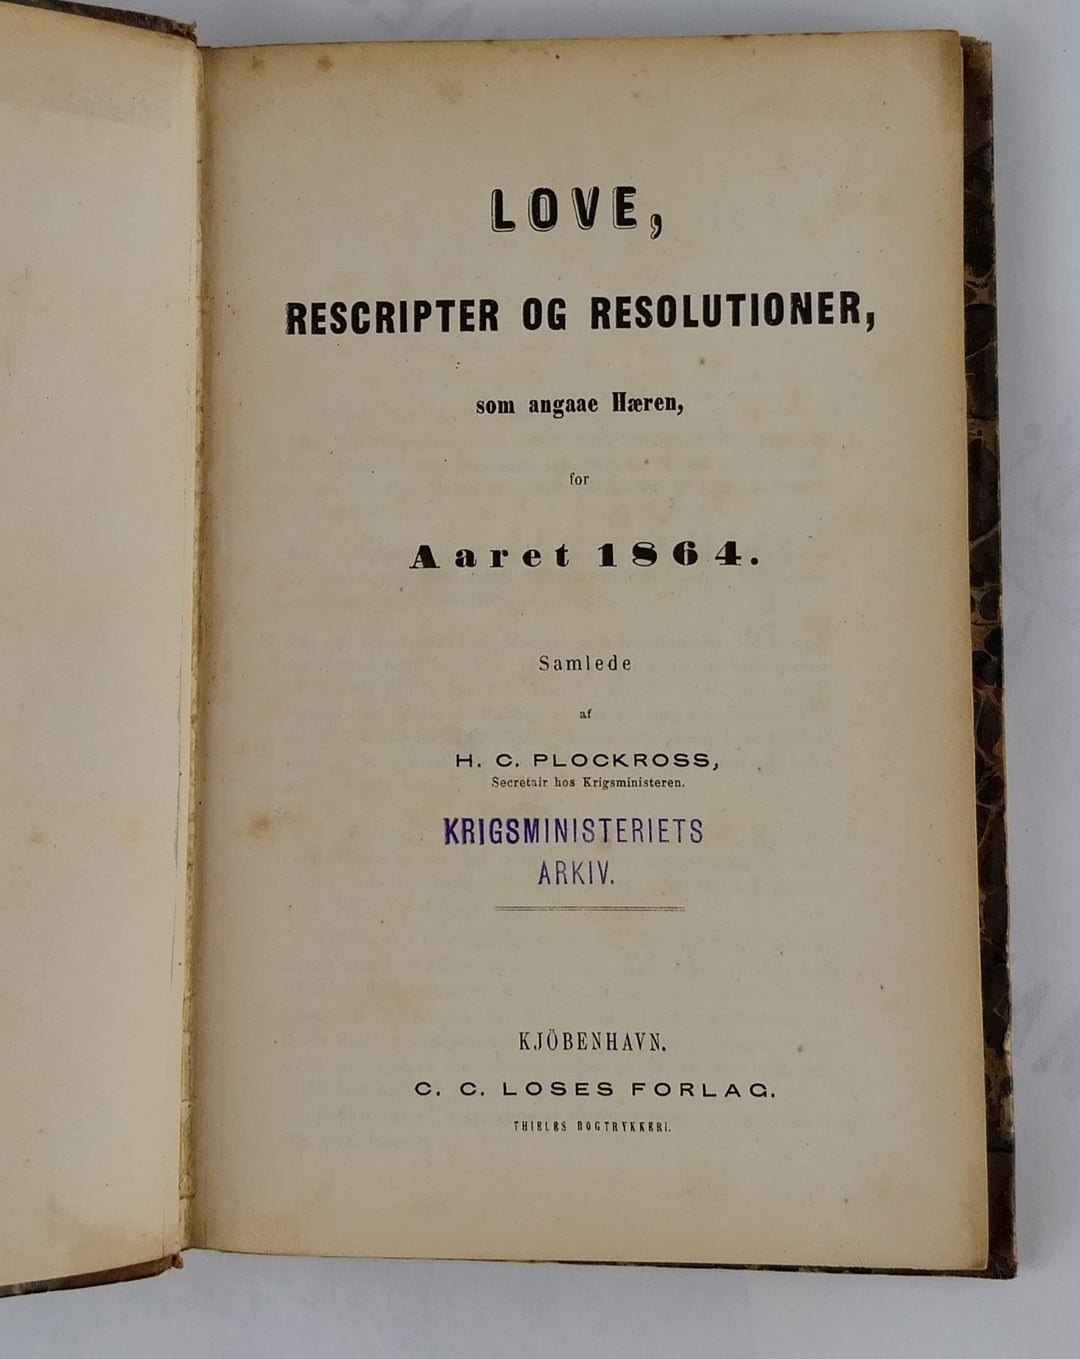 LOVE,
RESCRIPTER OG RESOLUTIONER,
som angaae Hæren,
for
Aaret 1864.
Samlede
af
H. C. PLOCKROSS,
Secretair hos Krigsministeren.
KRIGSMINISTERIETS
ARKIV.
KJÖBENHAVN.
C. C. LOSES FORLAG.
THIELES BOGTRYKKERI.